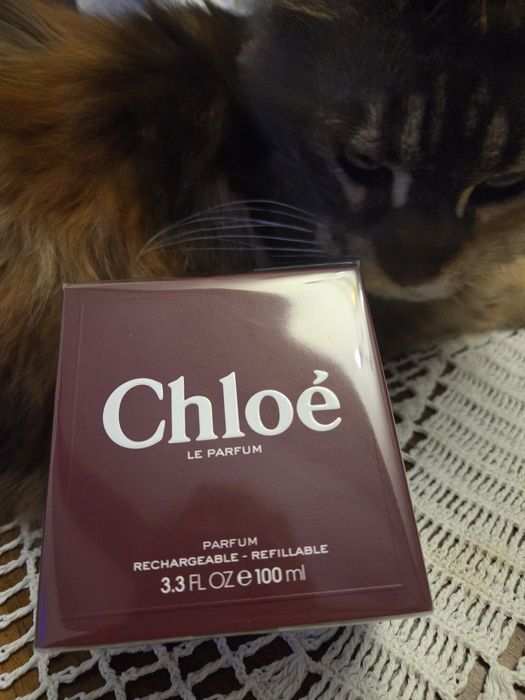 Chloé
LE PARFUM
PARFUM
RECHARGEABLE - REFILLABLE
3.3 FL OZ e 100 ml